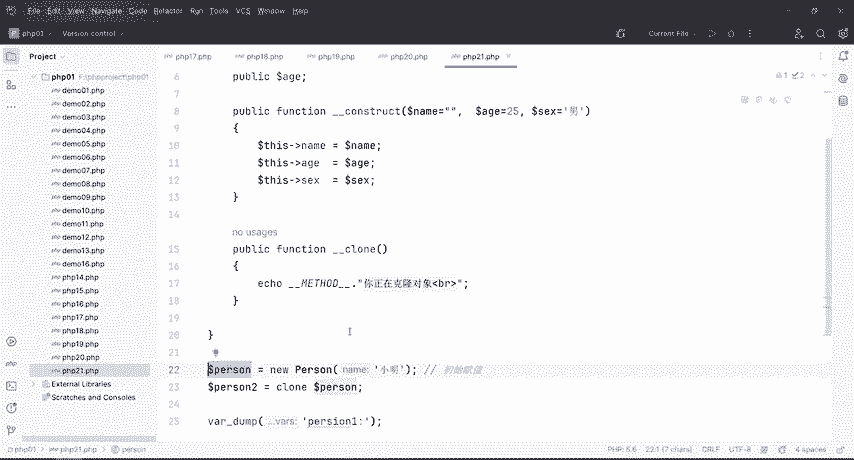 File Edit View Navigate Code Refactor Run Tools VCS Window Help
P php01 Version control Current File
Project php17.php php18.php php19.php php20.php php21.php
php01 F:\phpproject\php01
demo01.php
demo02.php
demo03.php
demo04.php
demo05.php
demo06.php
demo07.php
demo08.php
demo09.php
demo10.php
demo11.php
demo12.php
demo13.php
demo16.php
php14.php
php15.php
php16.php
php17.php
php18.php
php19.php
php20.php
php21.php
External Libraries
Scratches and Consoles
1 2
6 public $age;
7
8 public function __construct($name="", $age=25, $sex='男')
9 {
10 $this->name = $name;
11 $this->age = $age;
12 $this->sex = $sex;
13 }
14
no usages
15 public function __clone()
16 {
17 echo __METHOD__."你正在克隆对象<br>";
18 }
19
20 }
21
22 $person = new Person( name: '小明'); // 初始赋值
23 $person2 = clone $person;
24
25 var_dump( ...vars: 'persion1:');
php01 > php21.php > person PHP: 5.6 22:1 (7 chars) CRLF UTF-8 4 spaces